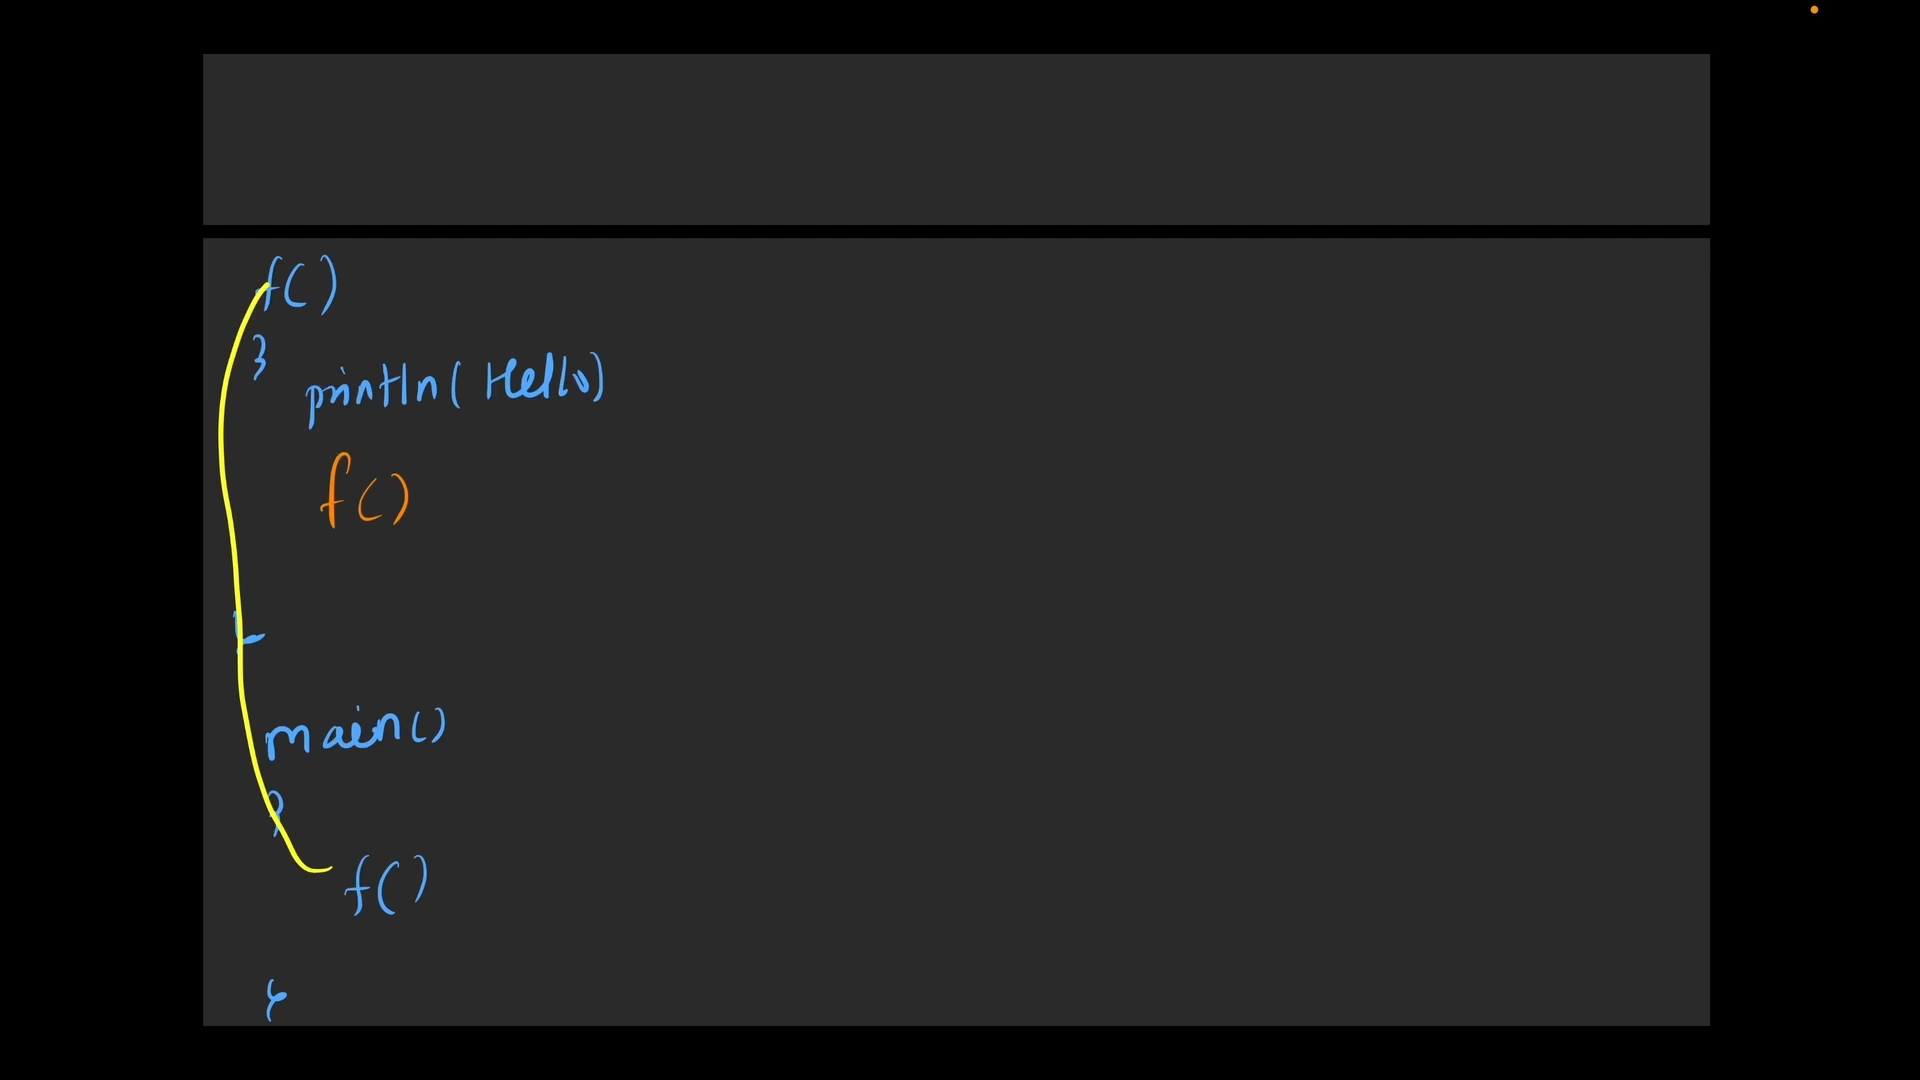 f()
}
println(Hello)
f()
{
main()
}
f()
{